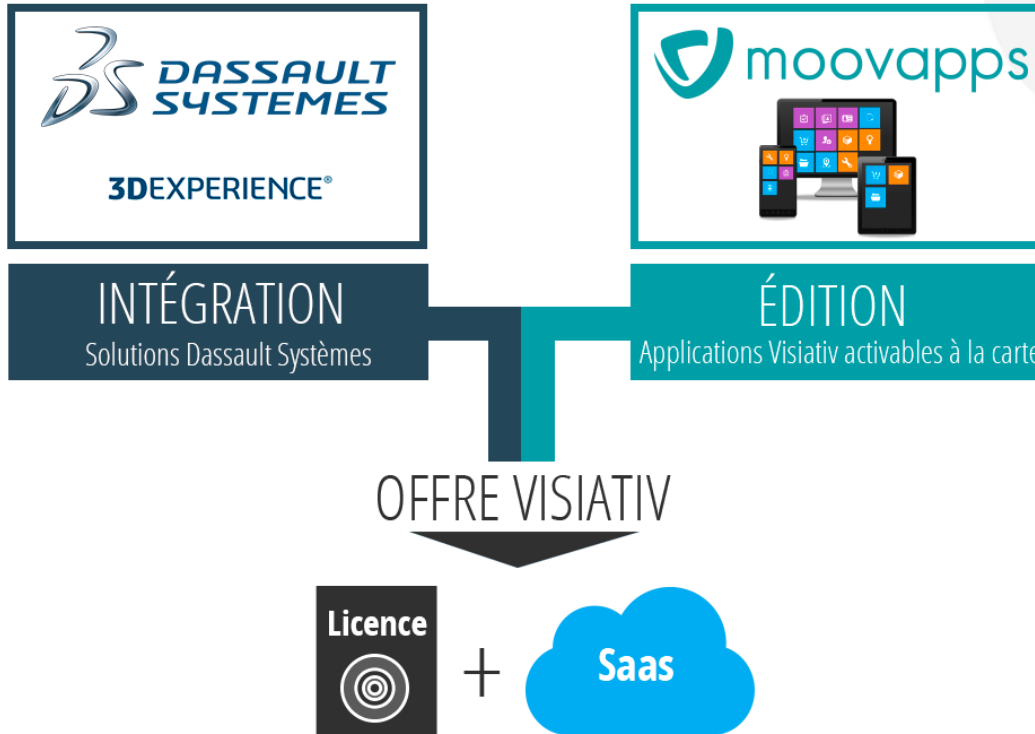 DASSAULT
SYSTEMES
3DEXPERIENCE®
moovapps
INTÉGRATION
Solutions Dassault Systèmes
ÉDITION
Applications Visiativ activables à la carte
OFFRE VISIATIV
Licence
+
Saas